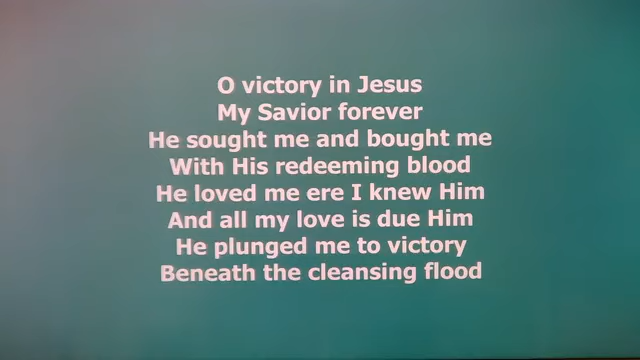 O victory in Jesus
My Savior forever
He sought me and bought me
With His redeeming blood
He loved me ere I knew Him
And all my love is due Him
He plunged me to victory
Beneath the cleansing flood